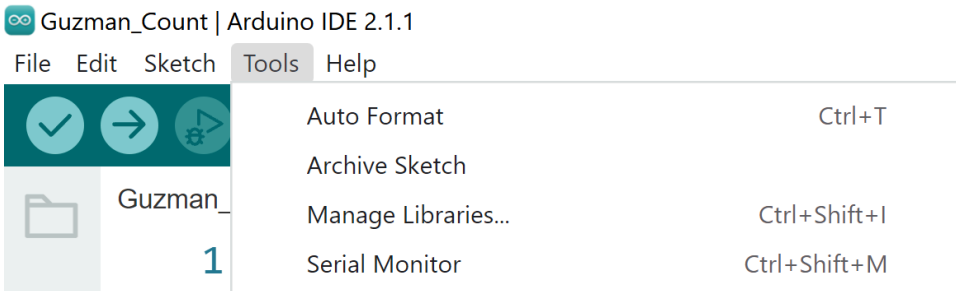 Guzman_Count | Arduino IDE 2.1.1
File Edit Sketch Tools Help
Auto Format Ctrl+T
Archive Sketch
Guzman_
Manage Libraries... Ctrl+Shift+I
1
Serial Monitor Ctrl+Shift+M